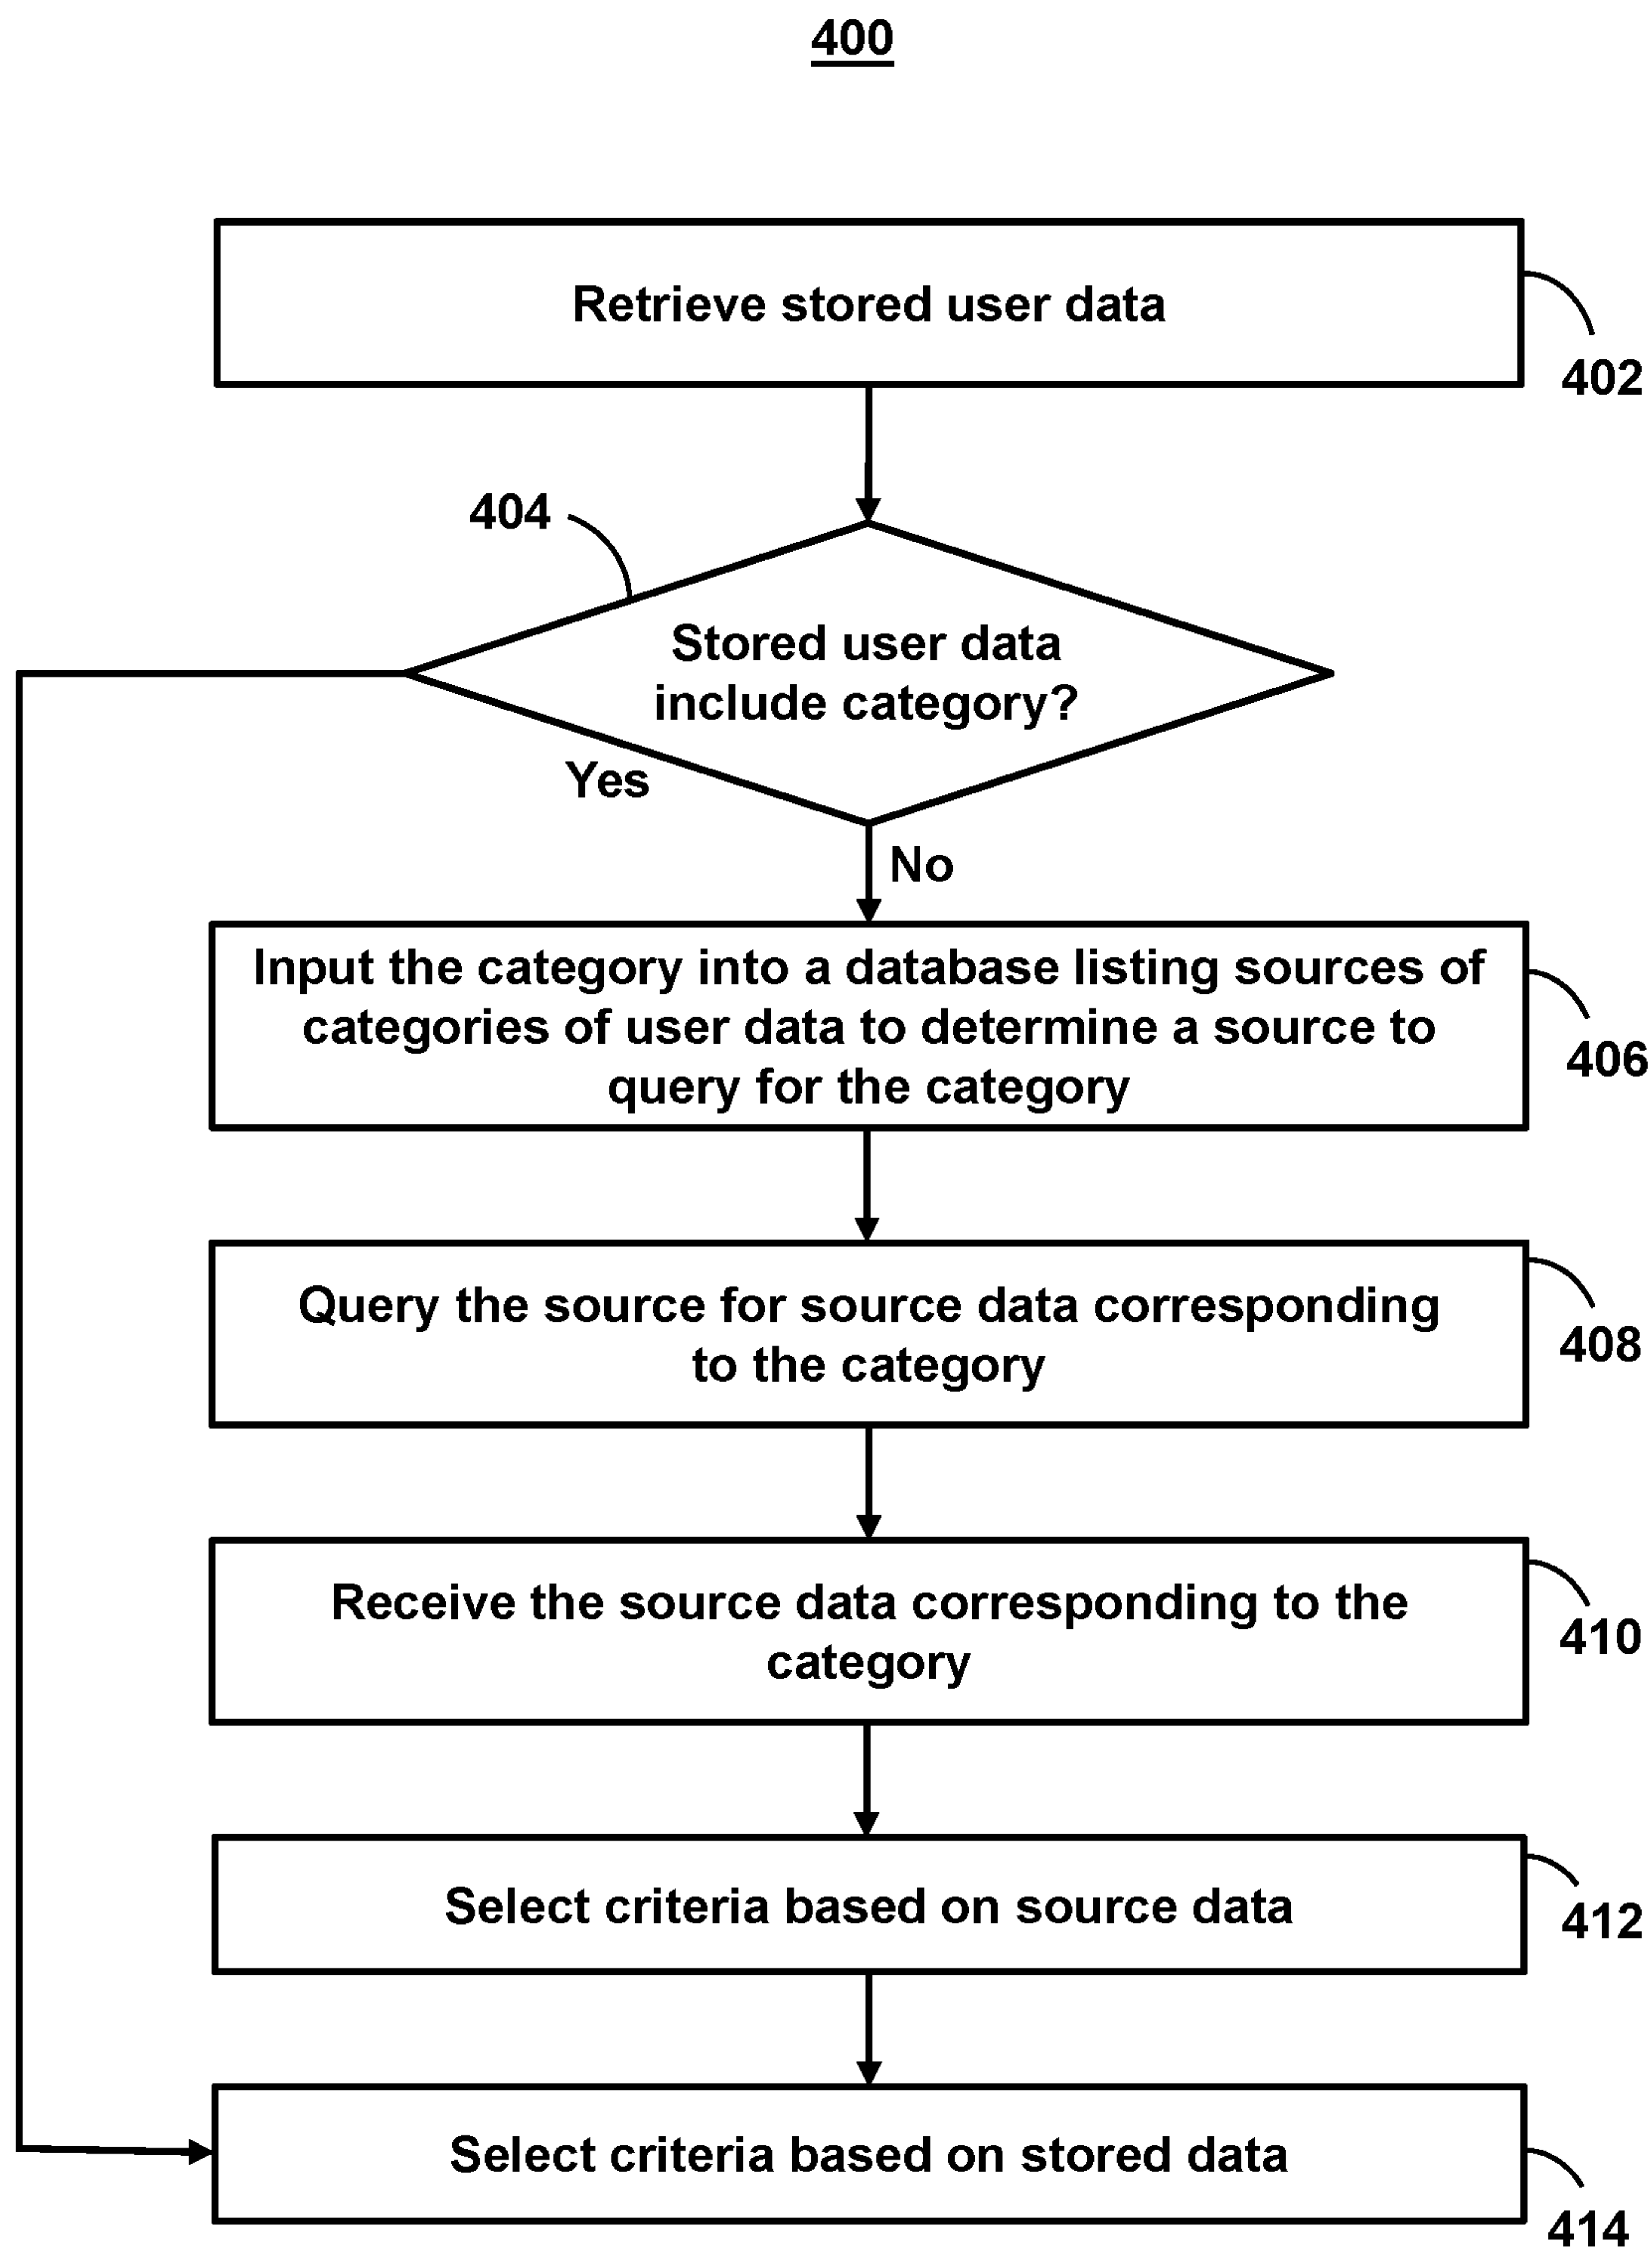 400
Retrieve stored user data
402
404
Stored user data
include category?
Yes
No
Input the category into a database listing sources of
categories of user data to determine a source to
query for the category
406
Query the source for source data corresponding
to the category
408
Receive the source data corresponding to the
category
410
Select criteria based on source data
412
Select criteria based on stored data
414